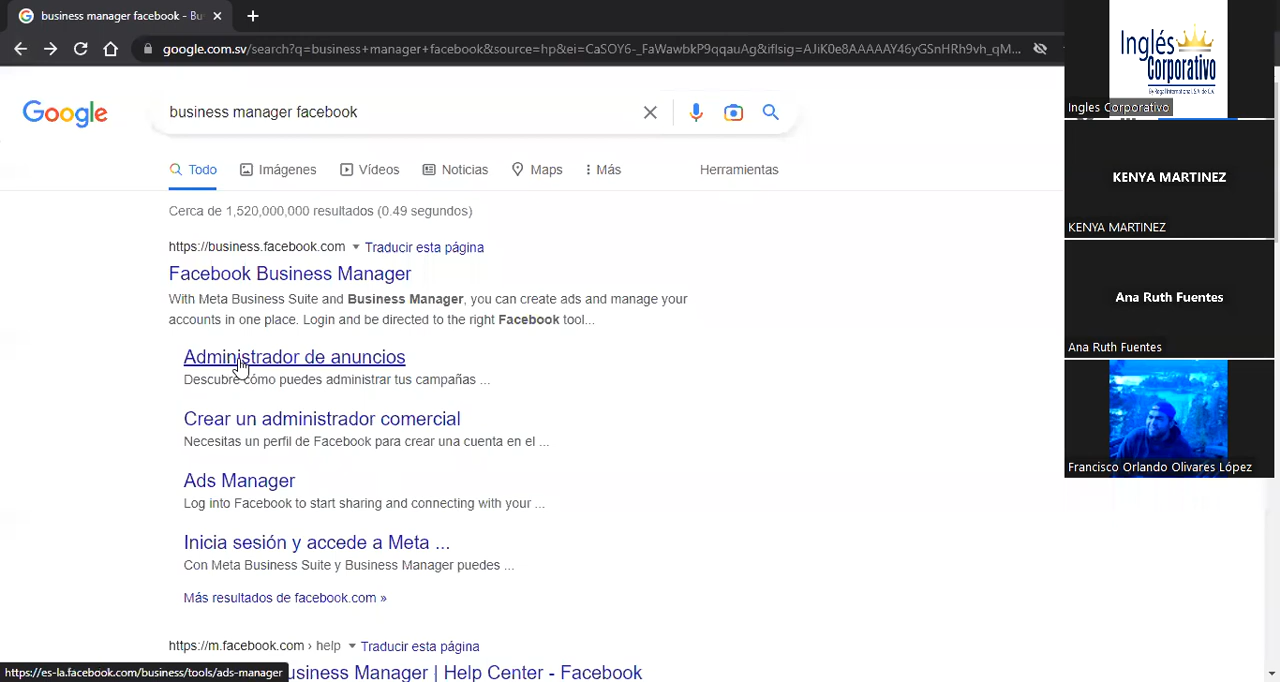 business manager facebook - Bu
google.com.sv/search?q=business+manager+facebook&source=hp&ei=CaSOY6-_FaWawbkP9qqauAg&iflsig=AJiK0e8AAAAAY46yGSnHRh9vh_qM...
Google
business manager facebook
Todo
Imágenes
Vídeos
Noticias
Maps
Más
Herramientas
Cerca de 1,520,000,000 resultados (0.49 segundos)
https://business.facebook.com
Traducir esta página
Facebook Business Manager
With Meta Business Suite and Business Manager, you can create ads and manage your
accounts in one place. Login and be directed to the right Facebook tool...
Administrador de anuncios
Descubre cómo puedes administrar tus campañas ...
Crear un administrador comercial
Necesitas un perfil de Facebook para crear una cuenta en el ...
Ads Manager
Log into Facebook to start sharing and connecting with your ...
Inicia sesión y accede a Meta ...
Con Meta Business Suite y Business Manager puedes ...
Más resultados de facebook.com »
https://m.facebook.com › help
Traducir esta página
usiness Manager | Help Center - Facebook
https://es-la.facebook.com/business/tools/ads-manager
Inglés
Corporativo
Ingles Corporativo
KENYA MARTINEZ
KENYA MARTINEZ
Ana Ruth Fuentes
Ana Ruth Fuentes
Francisco Orlando Olivares López